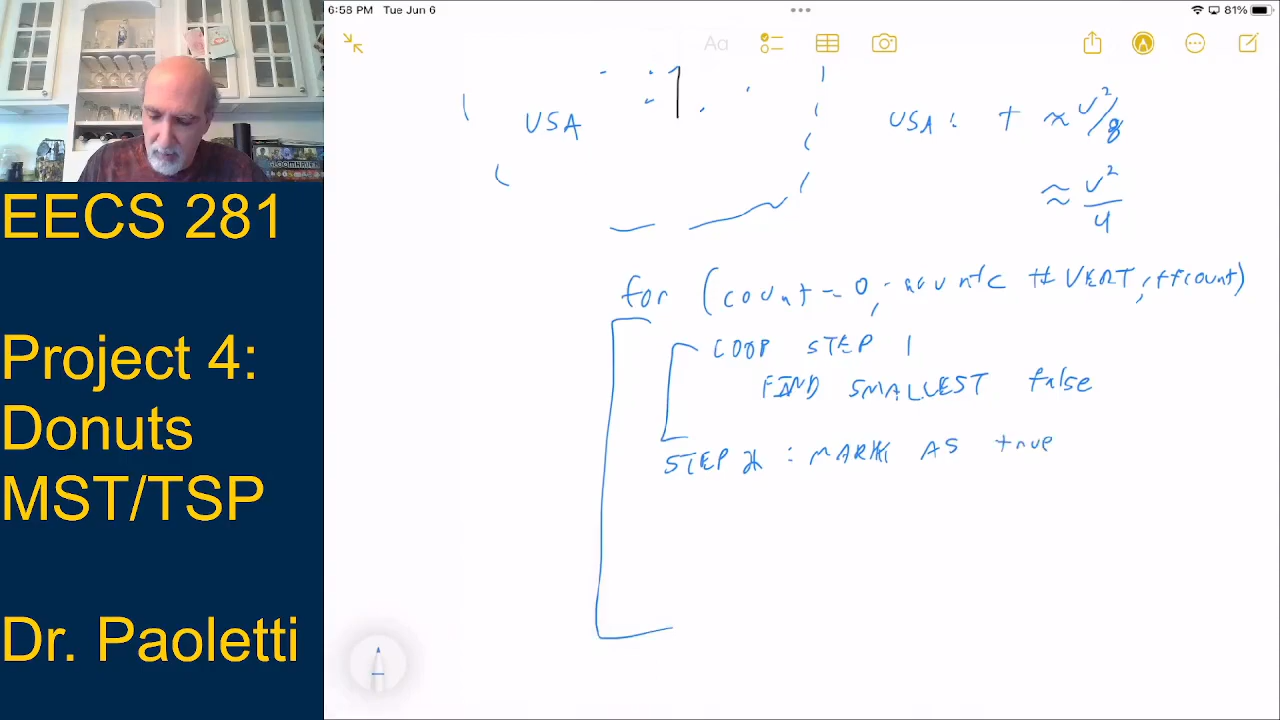 6:58 PM Tue Jun 6
81%
Aa
USA
USA: + ≈ V²/8
≈ V²/4
for (count = 0; count < # VERT; ++count)
LOOP STEP 1
FIND SMALLEST false
STEP 2 : MARK AS true
EECS 281
Project 4:
Donuts
MST/TSP
Dr. Paoletti